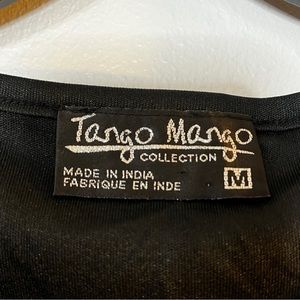 Tango Mango
COLLECTION
MADE IN INDIA
FABRIQUE EN INDE
M